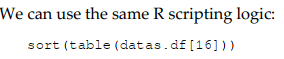 We can use the same R scripting logic:
sort(table(datas.df[16]))